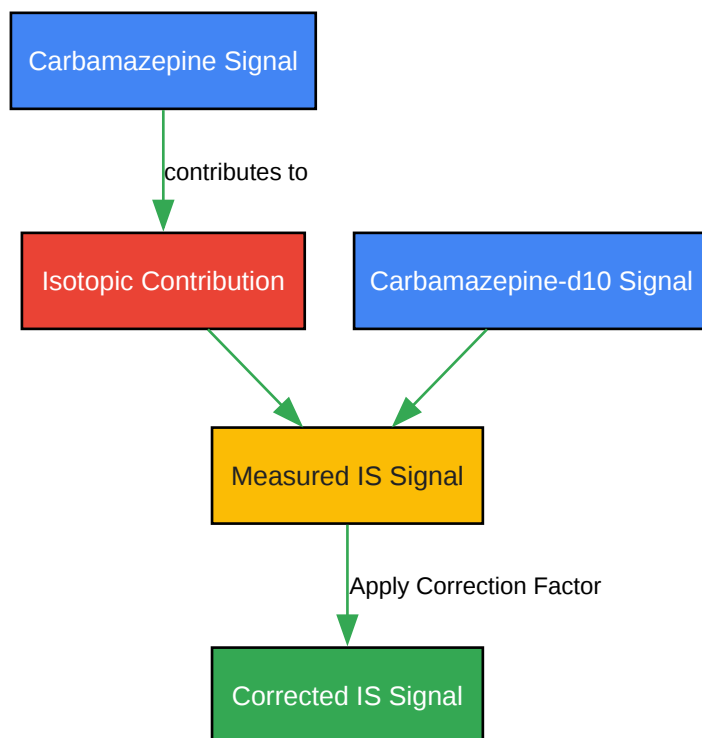 Carbamazepine Signal
contributes to
Isotopic Contribution
Carbamazepine-d10 Signal
Measured IS Signal
Apply Correction Factor
Corrected IS Signal